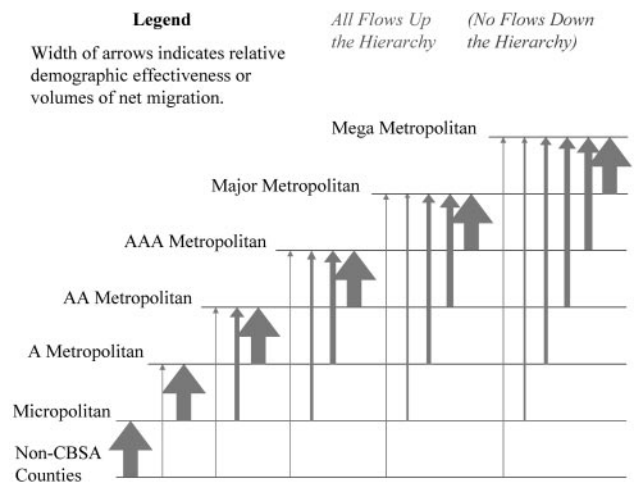 Legend
Width of arrows indicates relative
demographic effectiveness or
volumes of net migration.
All Flows Up
the Hierarchy
(No Flows Down
the Hierarchy)
Mega Metropolitan
Major Metropolitan
AAA Metropolitan
AA Metropolitan
A Metropolitan
Micropolitan
Non-CBSA
Counties